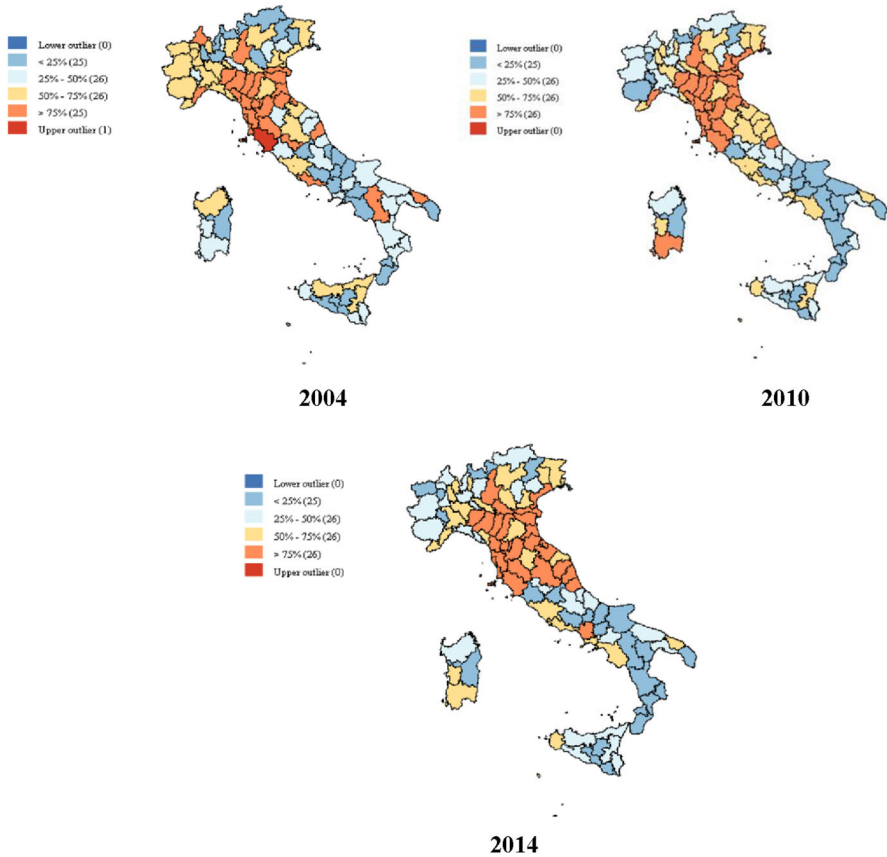 Lower outlier (0)
< 25% (25)
25% - 50% (26)
50% - 75% (26)
> 75% (25)
Upper outlier (1)
Lower outlier (0)
< 25% (25)
25% - 50% (26)
50% - 75% (26)
> 75% (26)
Upper outlier (0)
2004
2010
Lower outlier (0)
< 25% (25)
25% - 50% (26)
50% - 75% (26)
> 75% (26)
Upper outlier (0)
2014